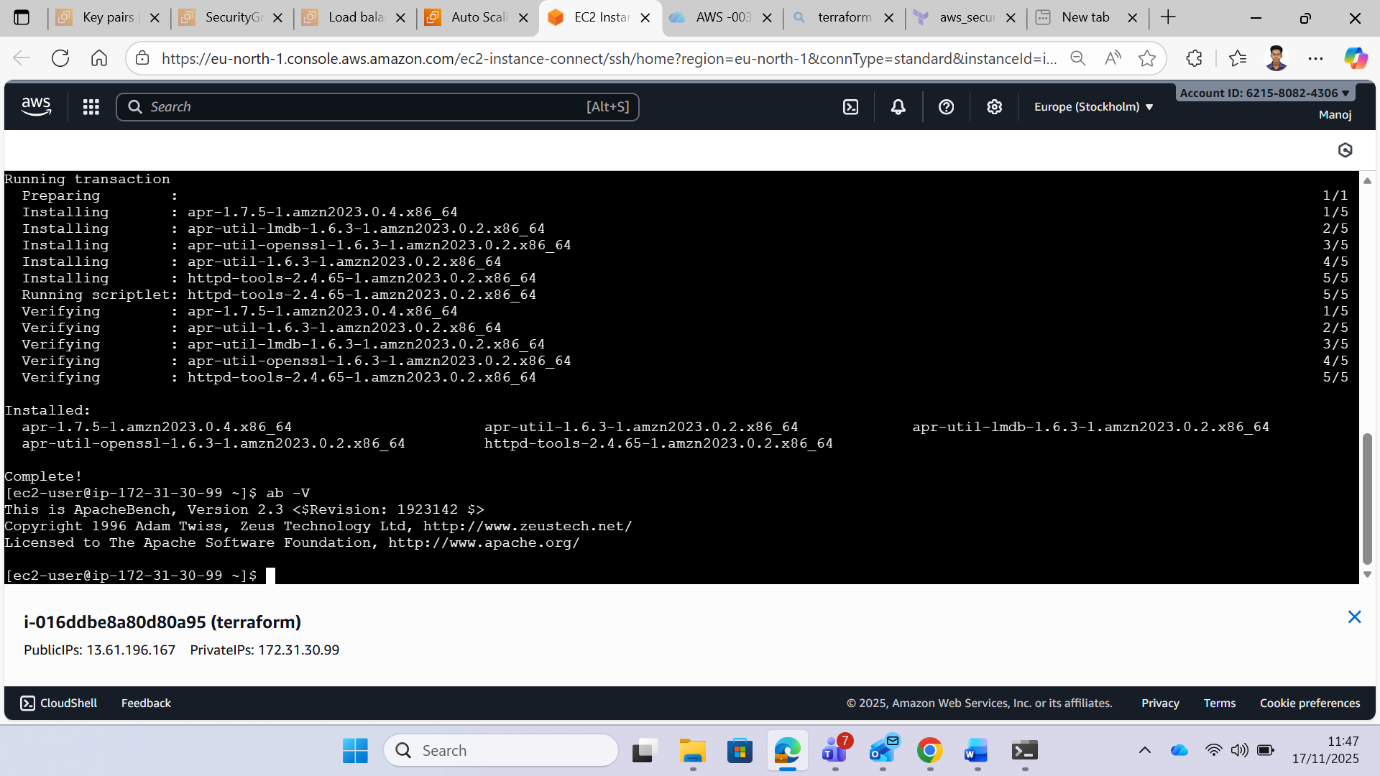 Key pairs
SecurityGr
Load bala
Auto Scali
EC2 Instan
AWS -003
terraform
aws_secur
New tab
https://eu-north-1.console.aws.amazon.com/ec2-instance-connect/ssh/home?region=eu-north-1&connType=standard&instanceId=i...
aws
Search
[Alt+S]
Europe (Stockholm) ▼
Account ID: 6215-8082-4306 ▼
Manoj
Running transaction
Preparing : 1/1
Installing : apr-1.7.5-1.amzn2023.0.4.x86_64 1/5
Installing : apr-util-lmdb-1.6.3-1.amzn2023.0.2.x86_64 2/5
Installing : apr-util-openssl-1.6.3-1.amzn2023.0.2.x86_64 3/5
Installing : apr-util-1.6.3-1.amzn2023.0.2.x86_64 4/5
Installing : httpd-tools-2.4.65-1.amzn2023.0.2.x86_64 5/5
Running scriptlet: httpd-tools-2.4.65-1.amzn2023.0.2.x86_64 5/5
Verifying : apr-1.7.5-1.amzn2023.0.4.x86_64 1/5
Verifying : apr-util-1.6.3-1.amzn2023.0.2.x86_64 2/5
Verifying : apr-util-lmdb-1.6.3-1.amzn2023.0.2.x86_64 3/5
Verifying : apr-util-openssl-1.6.3-1.amzn2023.0.2.x86_64 4/5
Verifying : httpd-tools-2.4.65-1.amzn2023.0.2.x86_64 5/5
Installed:
apr-1.7.5-1.amzn2023.0.4.x86_64 apr-util-1.6.3-1.amzn2023.0.2.x86_64 apr-util-lmdb-1.6.3-1.amzn2023.0.2.x86_64
apr-util-openssl-1.6.3-1.amzn2023.0.2.x86_64 httpd-tools-2.4.65-1.amzn2023.0.2.x86_64
Complete!
[ec2-user@ip-172-31-30-99 ~]$ ab -V
This is ApacheBench, Version 2.3 <$Revision: 1923142 $>
Copyright 1996 Adam Twiss, Zeus Technology Ltd, http://www.zeustech.net/
Licensed to The Apache Software Foundation, http://www.apache.org/
[ec2-user@ip-172-31-30-99 ~]$
i-016ddbe8a80d80a95 (terraform)
PublicIPs: 13.61.196.167 PrivateIPs: 172.31.30.99
CloudShell
Feedback
© 2025, Amazon Web Services, Inc. or its affiliates.
Privacy
Terms
Cookie preferences
Search
7
11:47
17/11/2025